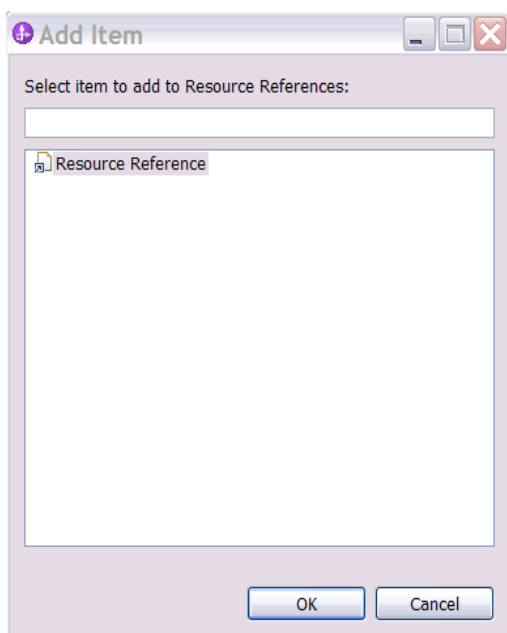 Add Item
Select item to add to Resource References:
Resource Reference
OK
Cancel